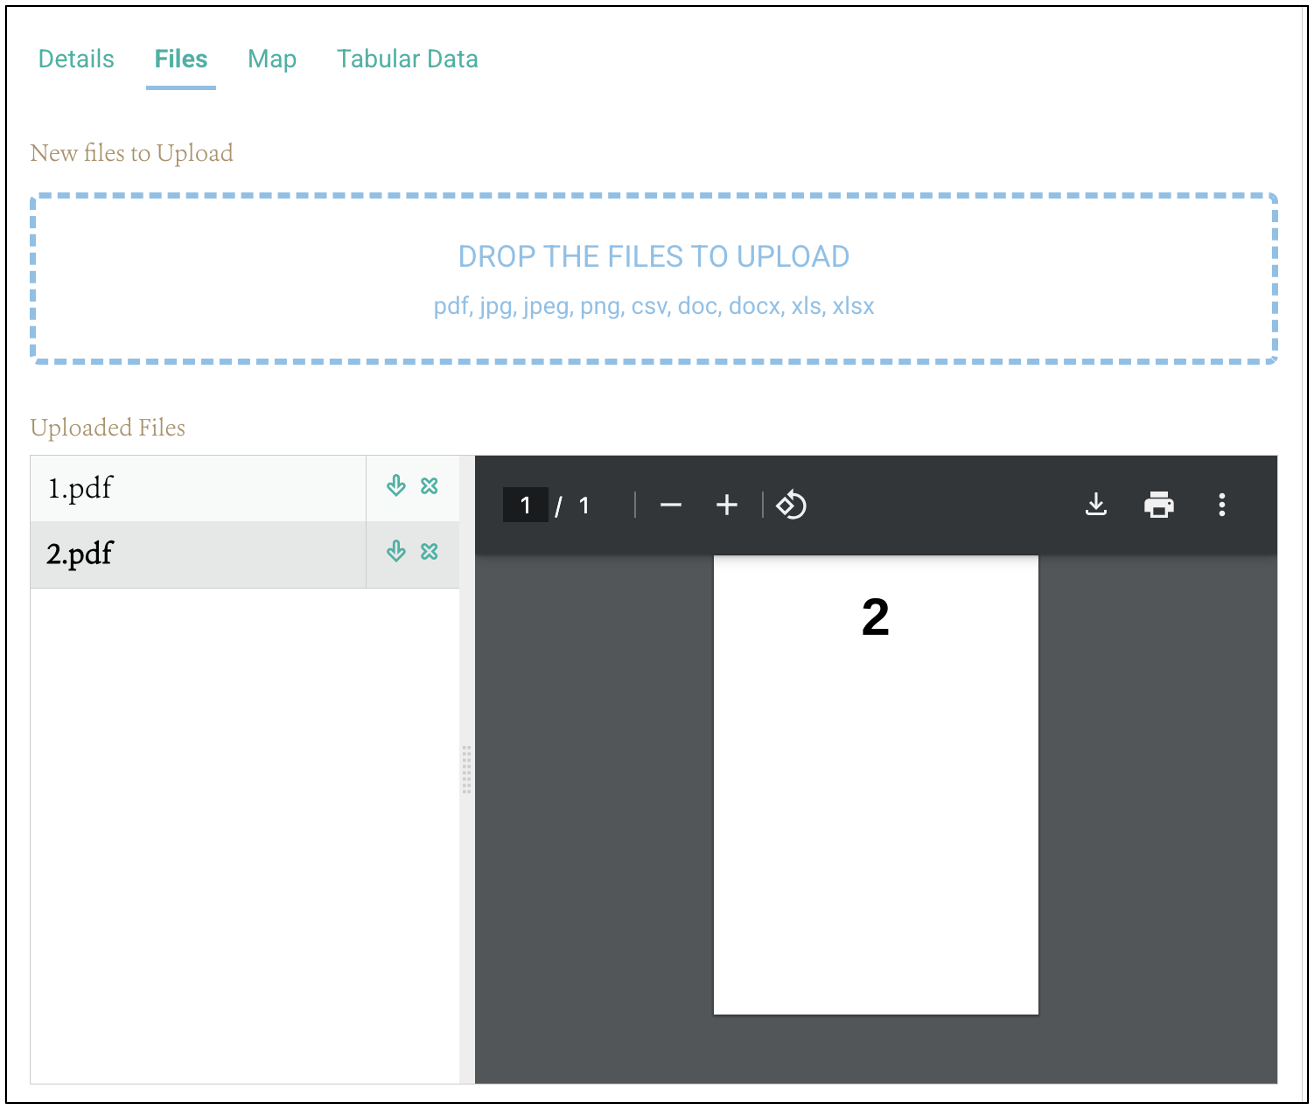 Details Files Map Tabular Data
New files to Upload
DROP THE FILES TO UPLOAD
pdf, jpg, jpeg, png, csv, doc, docx, xls, xlsx
Uploaded Files
1.pdf
2.pdf
1 / 1
2